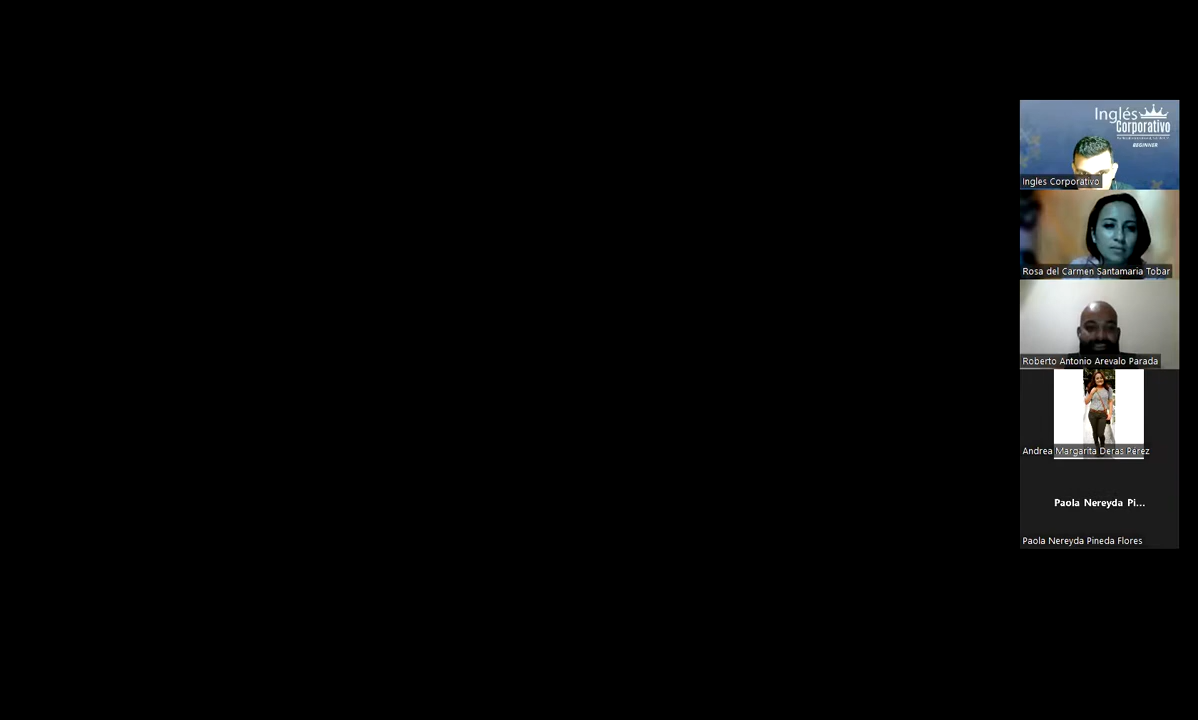 Inglés
Corporativo
BEGINNER
Ingles Corporativo
Rosa del Carmen Santamaria Tobar
Roberto Antonio Arevalo Parada
Andrea Margarita Deras Pérez
Paola Nereyda Pi...
Paola Nereyda Pineda Flores